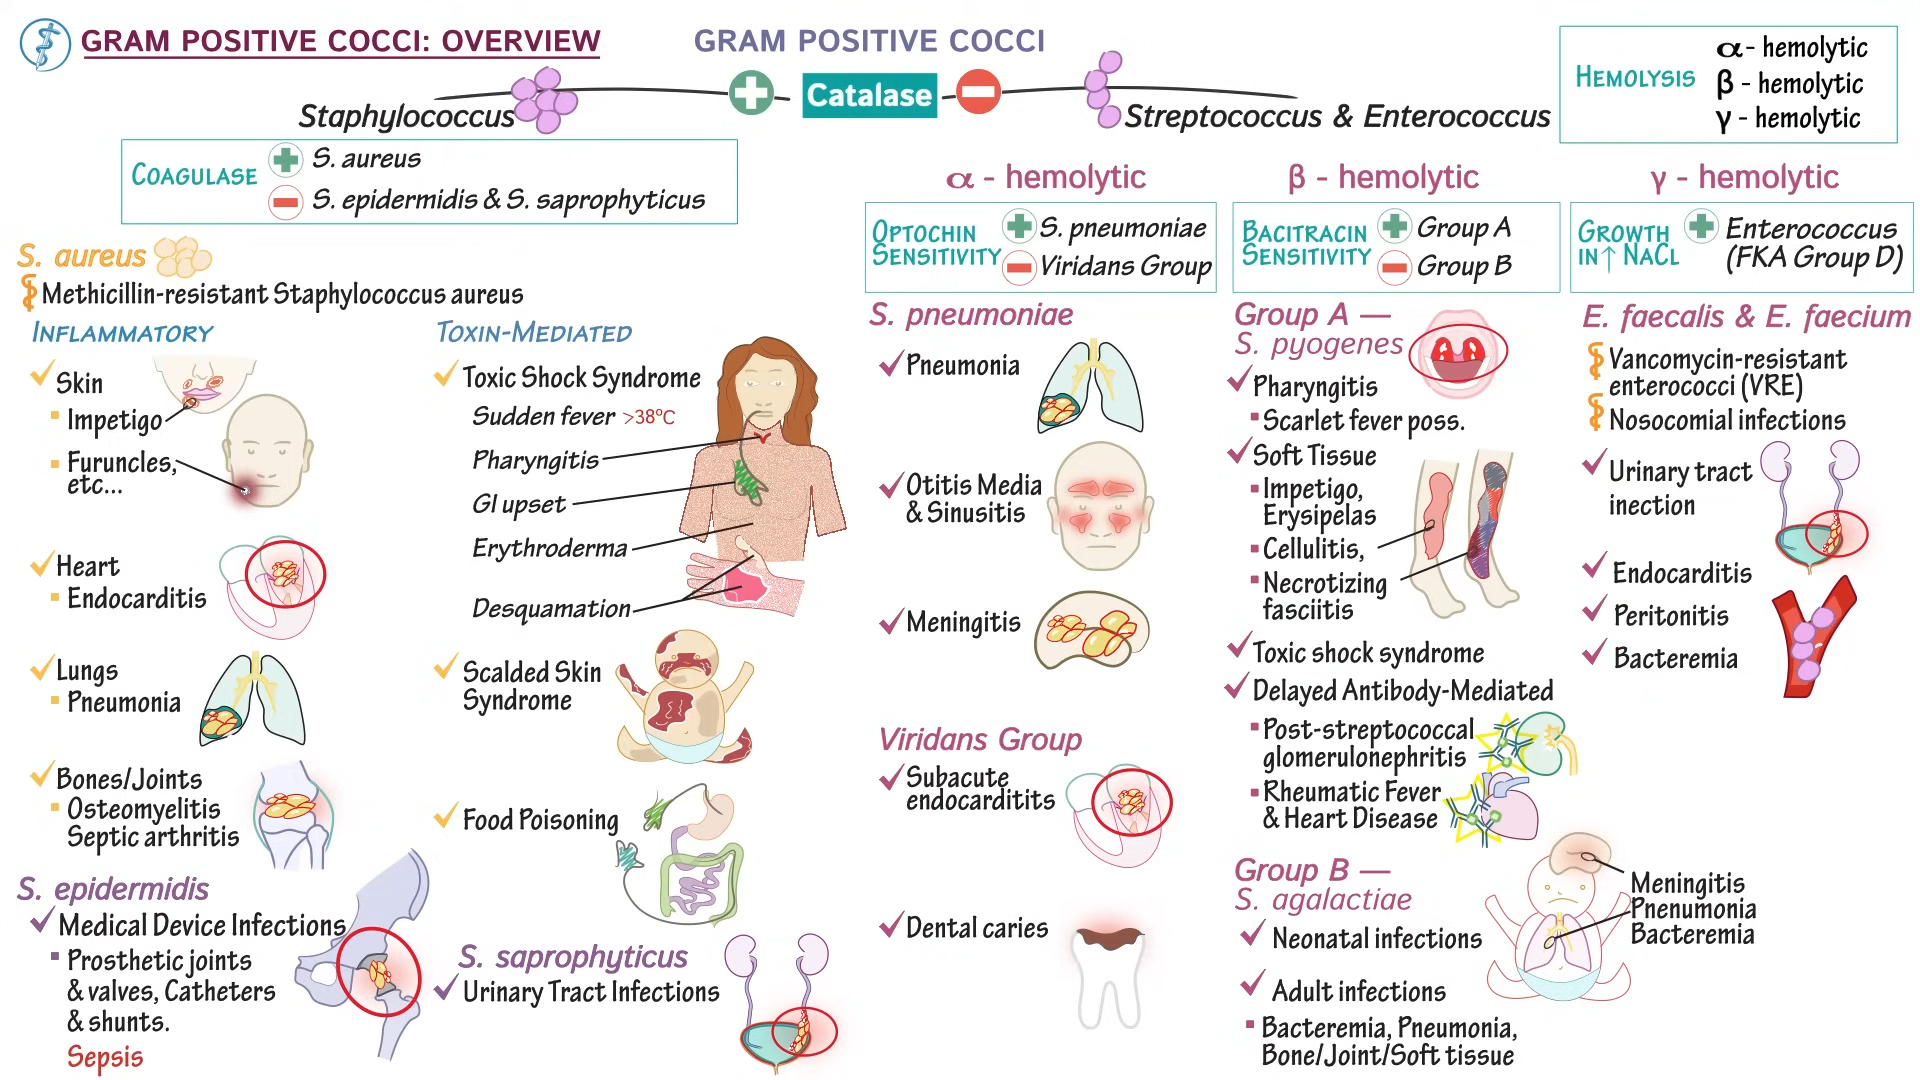 GRAM POSITIVE COCCI: OVERVIEW
GRAM POSITIVE COCCI
Catalase
Staphylococcus
Streptococcus & Enterococcus
HEMOLYSIS
α - hemolytic
β - hemolytic
γ - hemolytic
COAGULASE
S. aureus
S. epidermidis & S. saprophyticus
S. aureus
Methicillin-resistant Staphylococcus aureus
INFLAMMATORY
Skin
Impetigo
Furuncles,
etc...
Heart
Endocarditis
Lungs
Pneumonia
Bones/Joints
Osteomyelitis
Septic arthritis
S. epidermidis
Medical Device Infections
Prosthetic joints
& valves, Catheters
& shunts.
Sepsis
TOXIN-MEDIATED
Toxic Shock Syndrome
Sudden fever >38°C
Pharyngitis
GI upset
Erythroderma
Desquamation
Scalded Skin
Syndrome
Food Poisoning
S. saprophyticus
Urinary Tract Infections
α - hemolytic
OPTOCHIN
SENSITIVITY
S. pneumoniae
Viridans Group
S. pneumoniae
Pneumonia
Otitis Media
& Sinusitis
Meningitis
Viridans Group
Subacute
endocarditits
Dental caries
β - hemolytic
BACITRACIN
SENSITIVITY
Group A
Group B
Group A —
S. pyogenes
Pharyngitis
Scarlet fever poss.
Soft Tissue
Impetigo,
Erysipelas
Cellulitis,
Necrotizing
fasciitis
Toxic shock syndrome
Delayed Antibody-Mediated
Post-streptococcal
glomerulonephritis
Rheumatic Fever
& Heart Disease
Group B —
S. agalactiae
Neonatal infections
Meningitis
Pnenumonia
Bacteremia
Adult infections
Bacteremia, Pneumonia,
Bone/Joint/Soft tissue
γ - hemolytic
GROWTH
IN↑ NACL
Enterococcus
(FKA Group D)
E. faecalis & E. faecium
Vancomycin-resistant
enterococci (VRE)
Nosocomial infections
Urinary tract
inection
Endocarditis
Peritonitis
Bacteremia